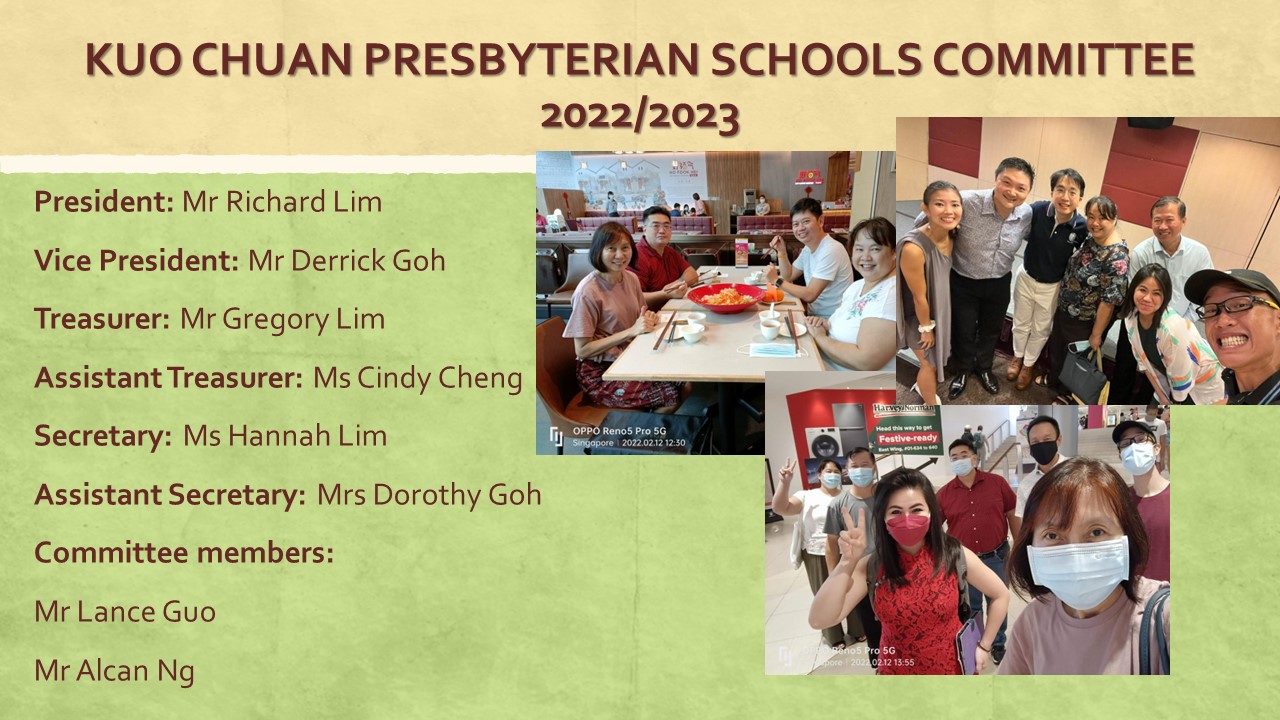 KUO CHUAN PRESBYTERIAN SCHOOLS COMMITTEE
2022/2023
President: Mr Richard Lim
Vice President: Mr Derrick Goh
Treasurer: Mr Gregory Lim
Assistant Treasurer: Ms Cindy Cheng
Secretary: Ms Hannah Lim
Assistant Secretary: Mrs Dorothy Goh
Committee members:
Mr Lance Guo
Mr Alcan Ng
OPPO Reno5 Pro 5G
Singapore | 2022.02.12 12:30
Harvey Norman
Head this way to get
Festive-ready
East Wing, #01-634 to 640
OPPO Reno5 Pro 5G
Singapore | 2022.02.12 13:55